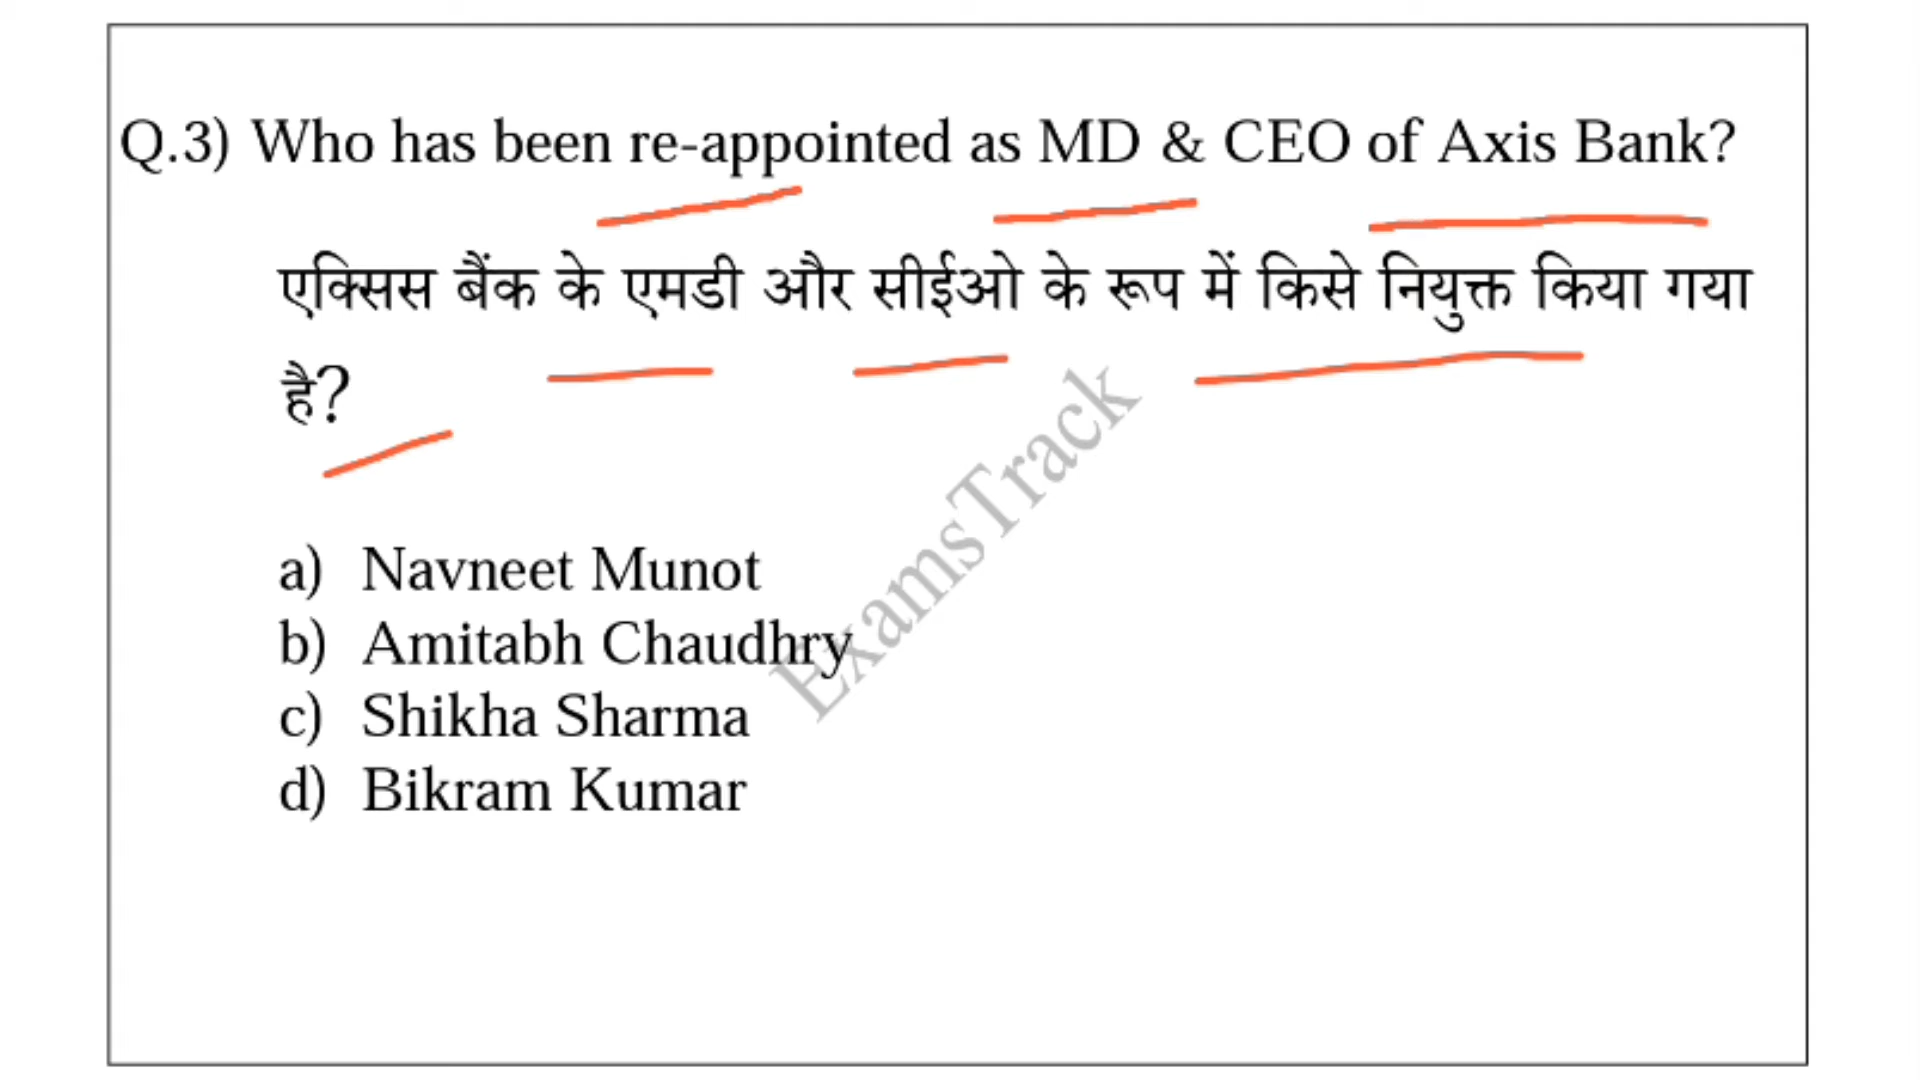 Q.3) Who has been re-appointed as MD & CEO of Axis Bank?
एक्सिस बैंक के एमडी और सीईओ के रूप में किसे नियुक्त किया गया
है?
a) Navneet Munot
b) Amitabh Chaudhry
c) Shikha Sharma
d) Bikram Kumar
ExamsTrack